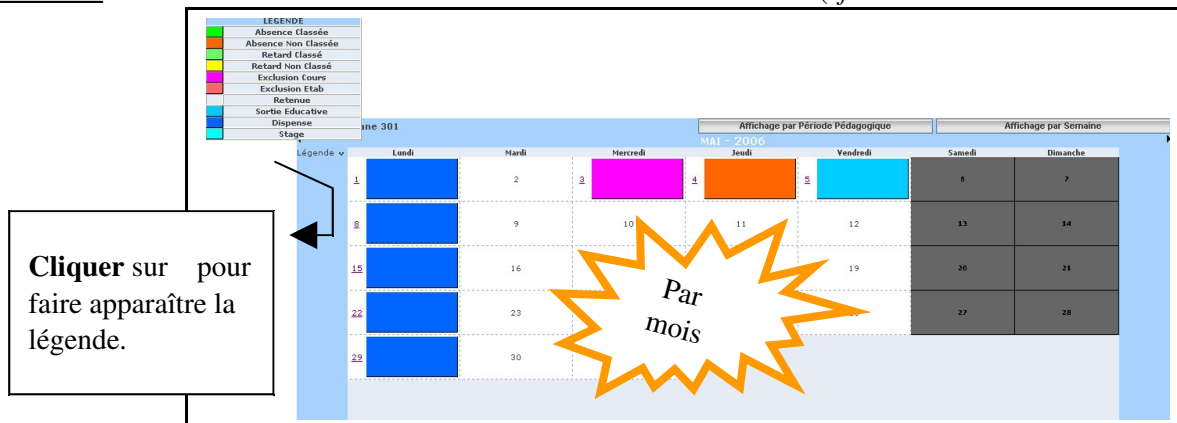 LEGENDE
Absence Classée
Absence Non Classée
Retard Classé
Retard Non Classé
Exclusion Cours
Exclusion Etab
Retenue
Sortie Educative
Dispense
Stage
ne 301
Affichage par Période Pédagogique
Affichage par Semaine
MAI - 2006
Légende
Lundi Mardi Mercredi Jeudi Vendredi Samedi Dimanche
1 2 3 4 5 6 7
8 9 10 11 12 13 14
15 16 19 20 21
22 23 27 28
29 30
Cliquer sur pour
faire apparaître la
légende.
Par
mois